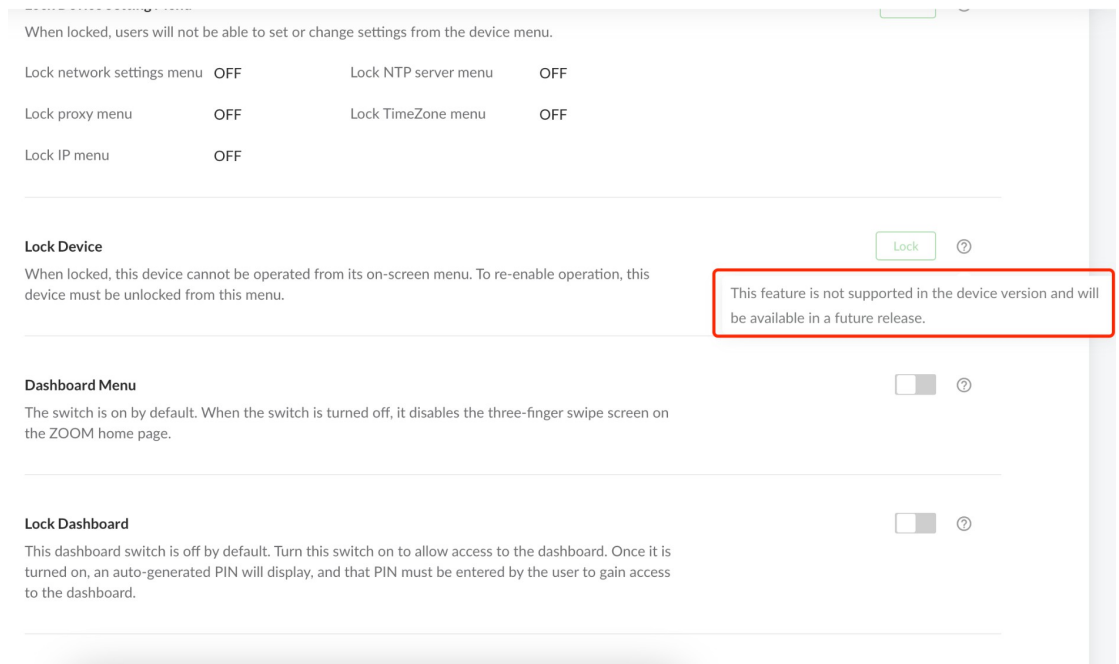 When locked, users will not be able to set or change settings from the device menu.
Lock network settings menu OFF Lock NTP server menu OFF
Lock proxy menu OFF Lock TimeZone menu OFF
Lock IP menu OFF
Lock Device Lock ?
When locked, this device cannot be operated from its on-screen menu. To re-enable operation, this
device must be unlocked from this menu.
This feature is not supported in the device version and will
be available in a future release.
Dashboard Menu ?
The switch is on by default. When the switch is turned off, it disables the three-finger swipe screen on
the ZOOM home page.
Lock Dashboard ?
This dashboard switch is off by default. Turn this switch on to allow access to the dashboard. Once it is
turned on, an auto-generated PIN will display, and that PIN must be entered by the user to gain access
to the dashboard.